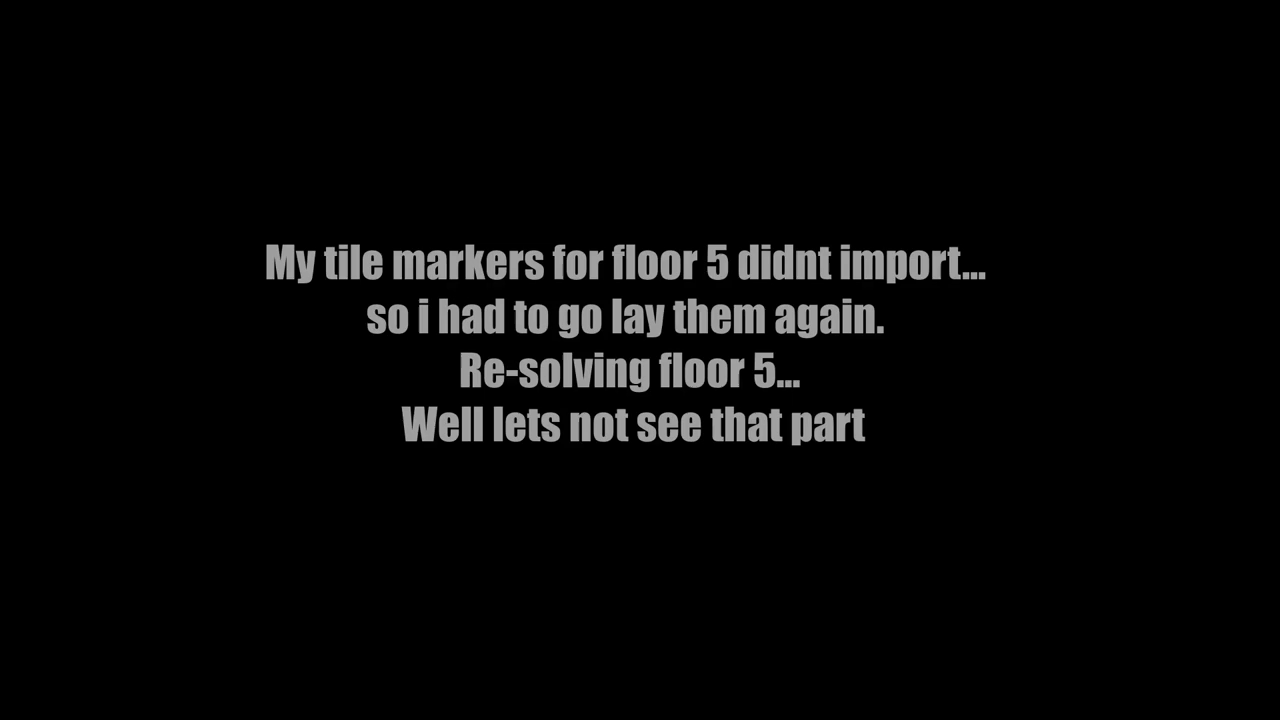 My tile markers for floor 5 didnt import...
so i had to go lay them again.
Re-solving floor 5...
Well lets not see that part